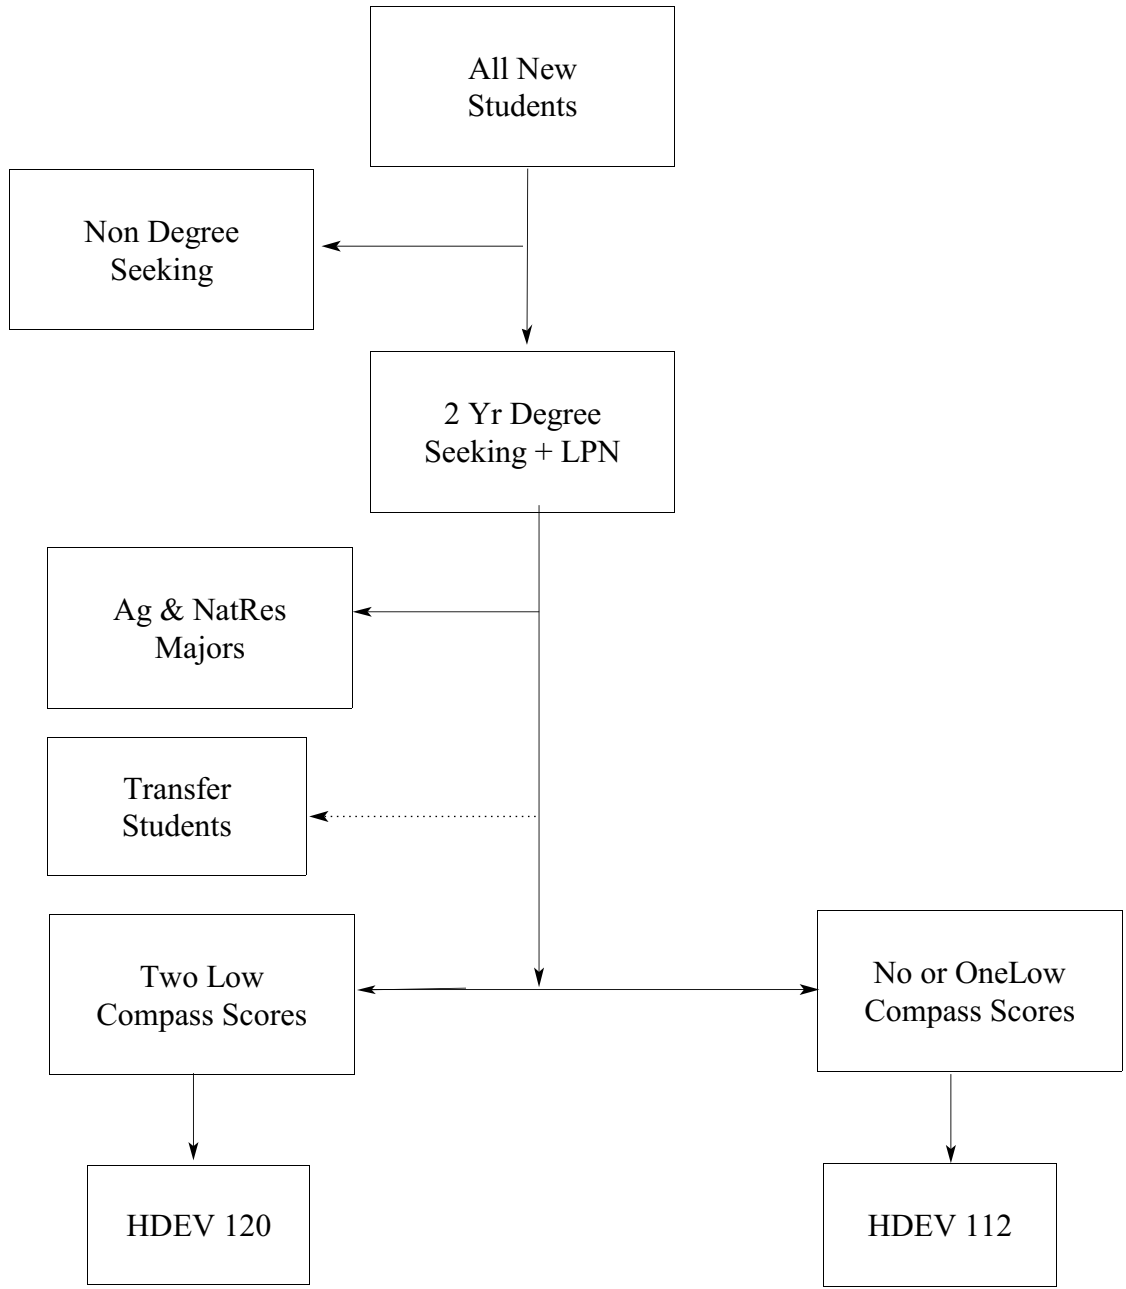 All New
Students
Non Degree
Seeking
2 Yr Degree
Seeking + LPN
Ag & NatRes
Majors
Transfer
Students
Two Low
Compass Scores
No or OneLow
Compass Scores
HDEV 120
HDEV 112